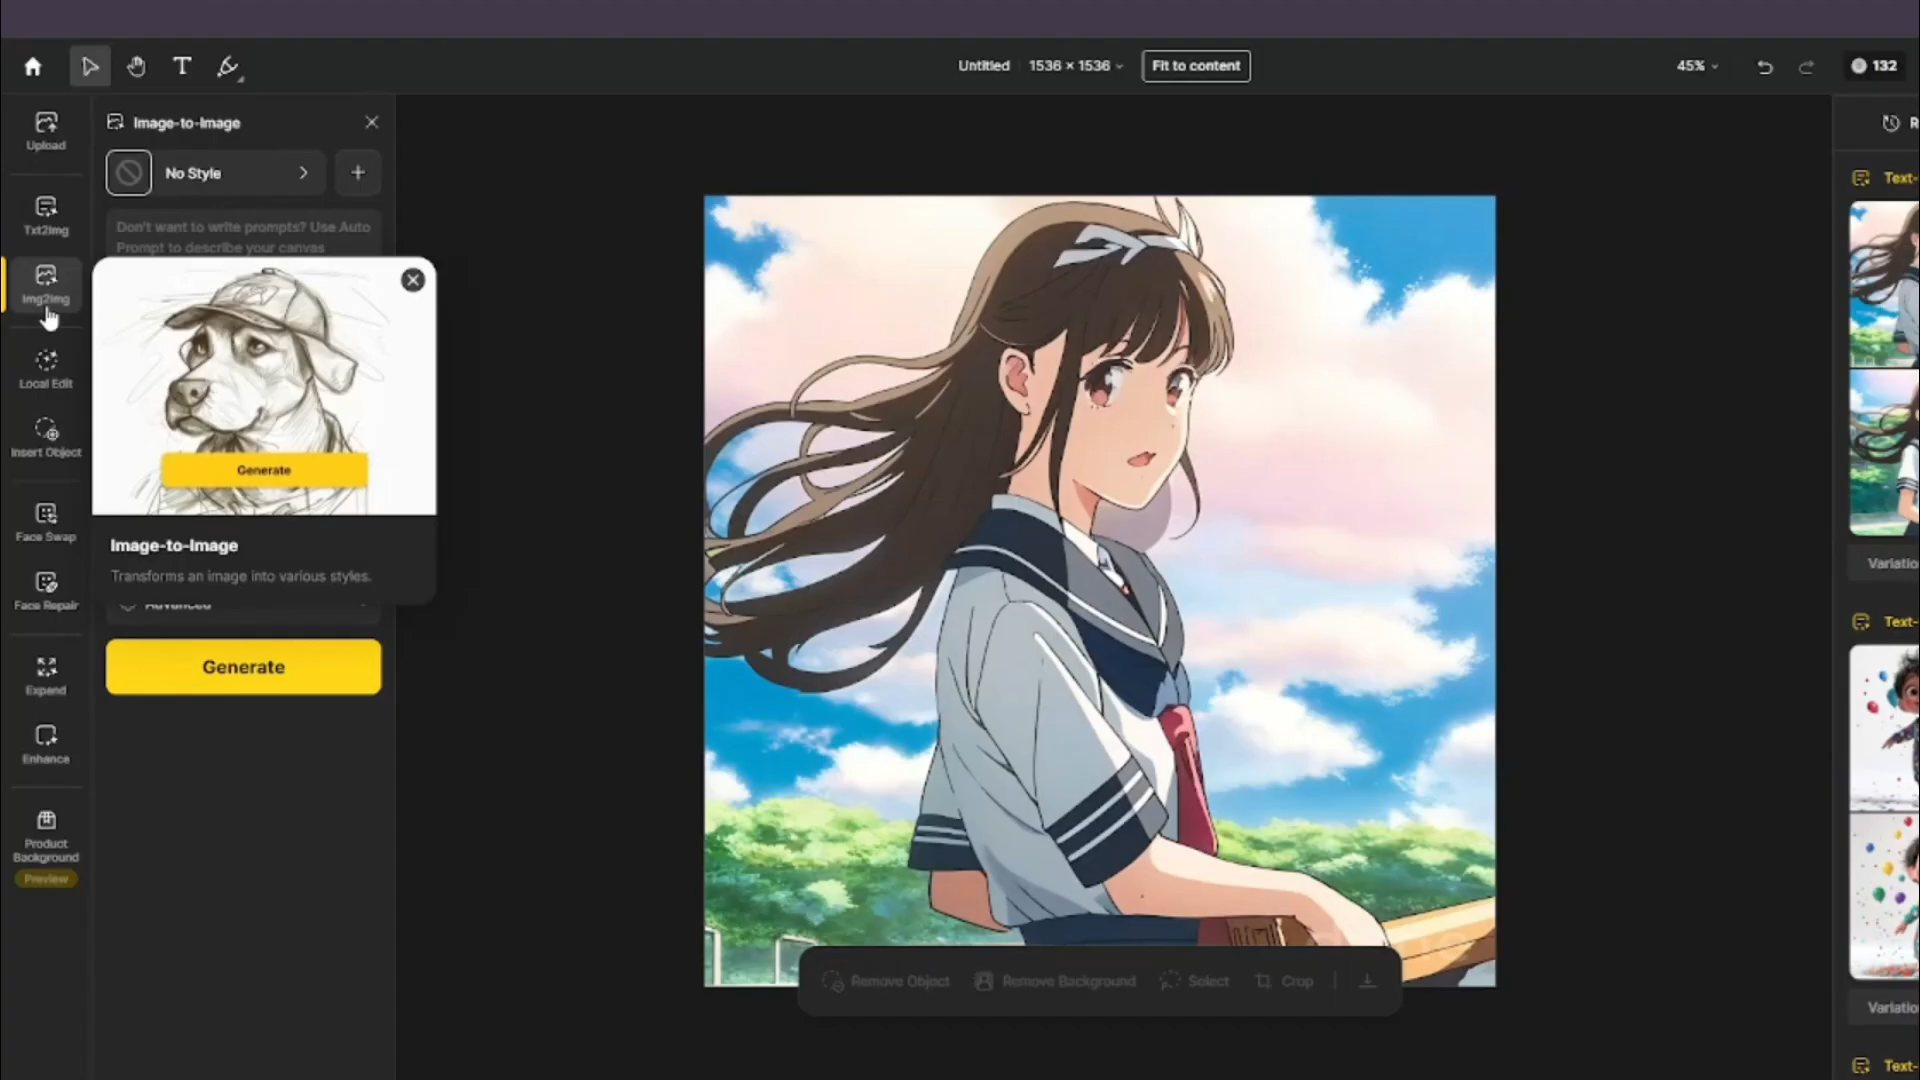 Untitled
1536 × 1536
Fit to content
45%
132
Upload
Txt2Img
Img2Img
Local Edit
Insert Object
Face Swap
Face Repair
Expand
Enhance
Product
Background
Preview
Image-to-Image
No Style
Don't want to write prompts? Use Auto
Prompt to describe your canvas
Generate
Image-to-Image
Transforms an image into various styles.
Advanced
Generate
Remove Object
Remove Background
Select
Crop
R
Text-
Variatio
Text-
Variatio
Text-